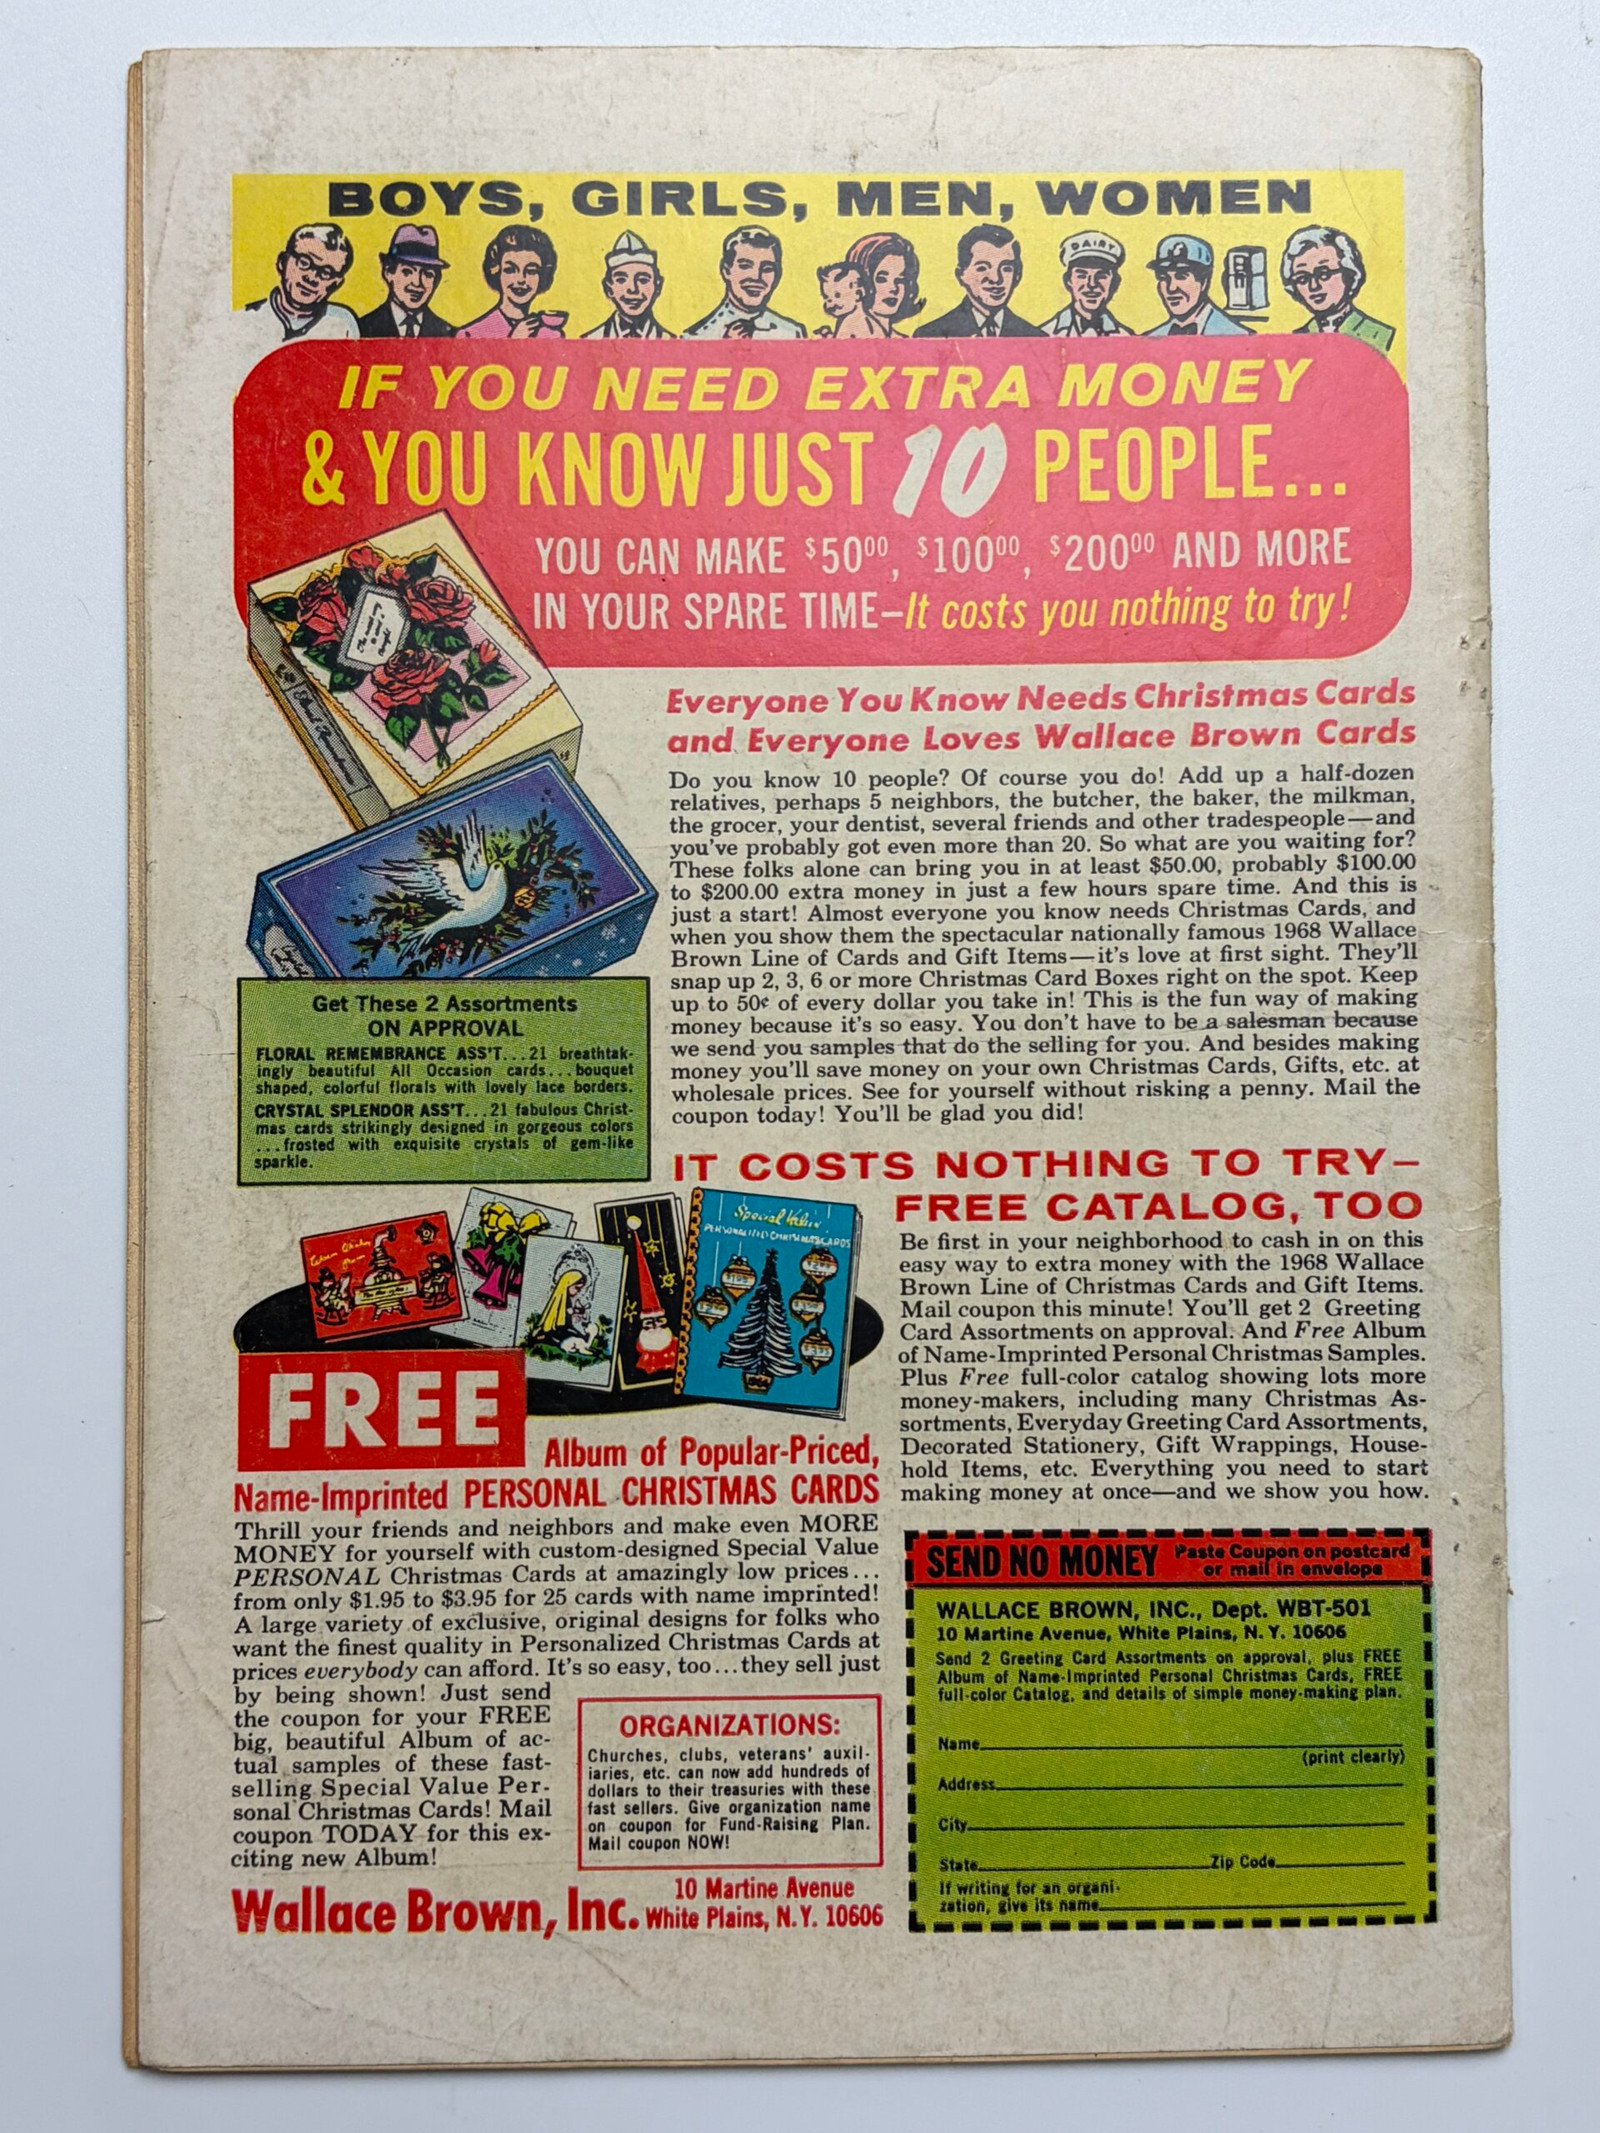 BOYS, GIRLS, MEN, WOMEN
DAIRY
IF YOU NEED EXTRA MONEY
& YOU KNOW JUST 10 PEOPLE...
YOU CAN MAKE $50⁰⁰, $100⁰⁰, $200⁰⁰ AND MORE
IN YOUR SPARE TIME—It costs you nothing to try!
Everyone You Know Needs Christmas Cards
and Everyone Loves Wallace Brown Cards
Do you know 10 people? Of course you do! Add up a half-dozen
relatives, perhaps 5 neighbors, the butcher, the baker, the milkman,
the grocer, your dentist, several friends and other tradespeople—and
you've probably got even more than 20. So what are you waiting for?
These folks alone can bring you in at least $50.00, probably $100.00
to $200.00 extra money in just a few hours spare time. And this is
just a start! Almost everyone you know needs Christmas Cards, and
when you show them the spectacular nationally famous 1968 Wallace
Brown Line of Cards and Gift Items—it's love at first sight. They'll
snap up 2, 3, 6 or more Christmas Card Boxes right on the spot. Keep
up to 50¢ of every dollar you take in! This is the fun way of making
money because it's so easy. You don't have to be a salesman because
we send you samples that do the selling for you. And besides making
money you'll save money on your own Christmas Cards, Gifts, etc. at
wholesale prices. See for yourself without risking a penny. Mail the
coupon today! You'll be glad you did!
Get These 2 Assortments
ON APPROVAL
FLORAL REMEMBRANCE ASS'T...21 breathtak-
ingly beautiful All Occasion cards...bouquet
shaped, colorful florals with lovely lace borders.
CRYSTAL SPLENDOR ASS'T...21 fabulous Christ-
mas cards strikingly designed in gorgeous colors
...frosted with exquisite crystals of gem-like
sparkle.
IT COSTS NOTHING TO TRY—
FREE CATALOG, TOO
Be first in your neighborhood to cash in on this
easy way to extra money with the 1968 Wallace
Brown Line of Christmas Cards and Gift Items.
Mail coupon this minute! You'll get 2 Greeting
Card Assortments on approval. And Free Album
of Name-Imprinted Personal Christmas Samples.
Plus Free full-color catalog showing lots more
money-makers, including many Christmas As-
sortments, Everyday Greeting Card Assortments,
Decorated Stationery, Gift Wrappings, House-
hold Items, etc. Everything you need to start
making money at once—and we show you how.
Special Value
PERSONALIZED CHRISTMAS CARDS
FREE
Album of Popular-Priced,
Name-Imprinted PERSONAL CHRISTMAS CARDS
Thrill your friends and neighbors and make even MORE
MONEY for yourself with custom-designed Special Value
PERSONAL Christmas Cards at amazingly low prices...
from only $1.95 to $3.95 for 25 cards with name imprinted!
A large variety of exclusive, original designs for folks who
want the finest quality in Personalized Christmas Cards at
prices everybody can afford. It's so easy, too...they sell just
by being shown! Just send
the coupon for your FREE
big, beautiful Album of ac-
tual samples of these fast-
selling Special Value Per-
sonal Christmas Cards! Mail
coupon TODAY for this ex-
citing new Album!
ORGANIZATIONS:
Churches, clubs, veterans' auxil-
iaries, etc. can now add hundreds of
dollars to their treasuries with these
fast sellers. Give organization name
on coupon for Fund-Raising Plan.
Mail coupon NOW!
Wallace Brown, Inc. 10 Martine Avenue
White Plains, N.Y. 10606
SEND NO MONEY Paste Coupon on postcard
or mail in envelope
WALLACE BROWN, INC., Dept. WBT-501
10 Martine Avenue, White Plains, N. Y. 10606
Send 2 Greeting Card Assortments on approval, plus FREE
Album of Name-Imprinted Personal Christmas Cards, FREE
full-color Catalog, and details of simple money-making plan.
Name
(print clearly)
Address
City
State Zip Code
If writing for an organi-
zation, give its name